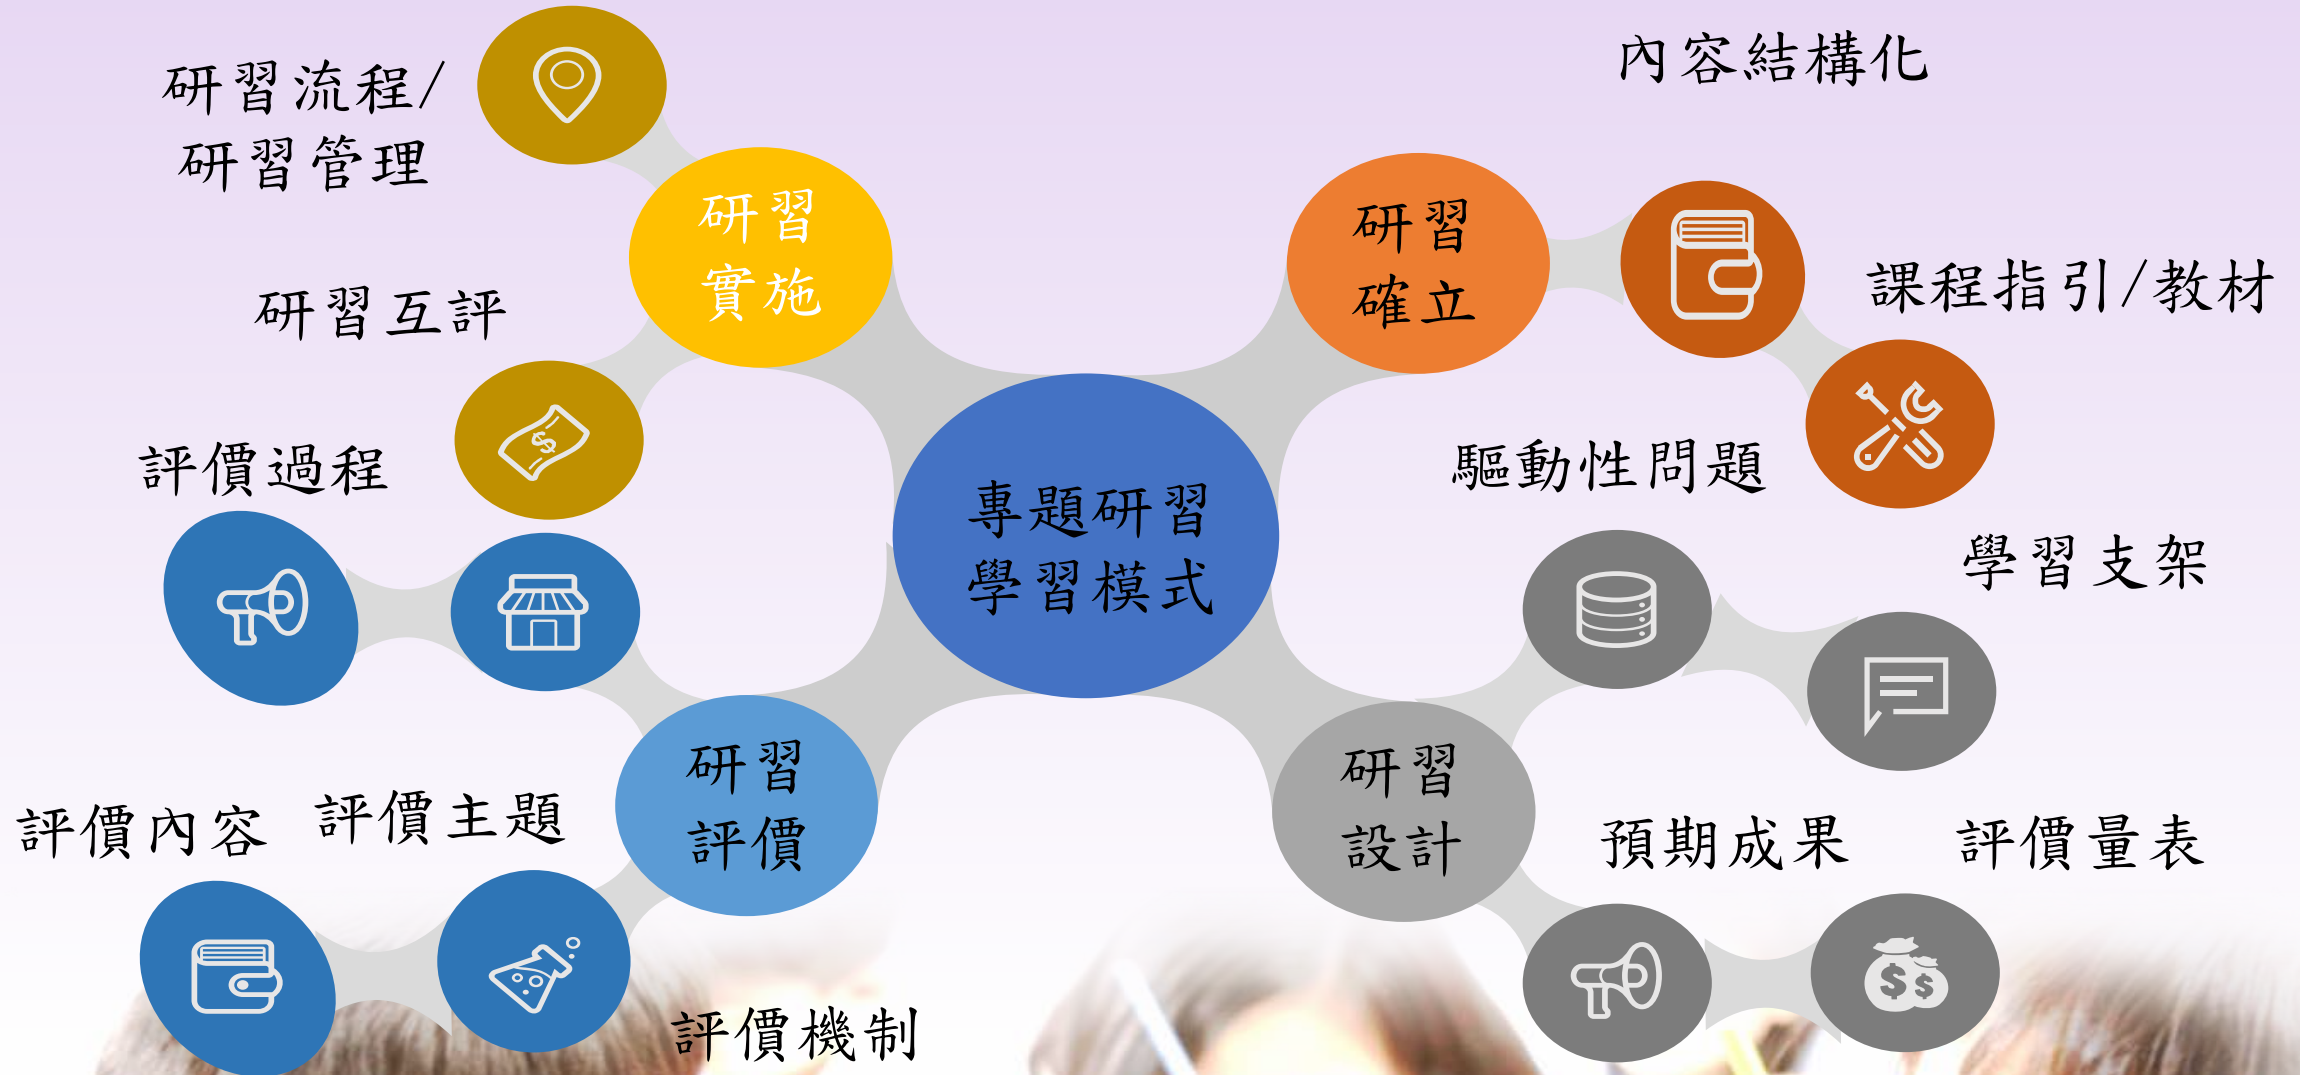 內容結構化
研習流程/
研習管理
研習
實施
研習
確立
課程指引/教材
研習互評
驅動性問題
評價過程
專題研習
學習模式
學習支架
研習
評價
研習
設計
評價內容
評價主題
預期成果
評價量表
評價機制